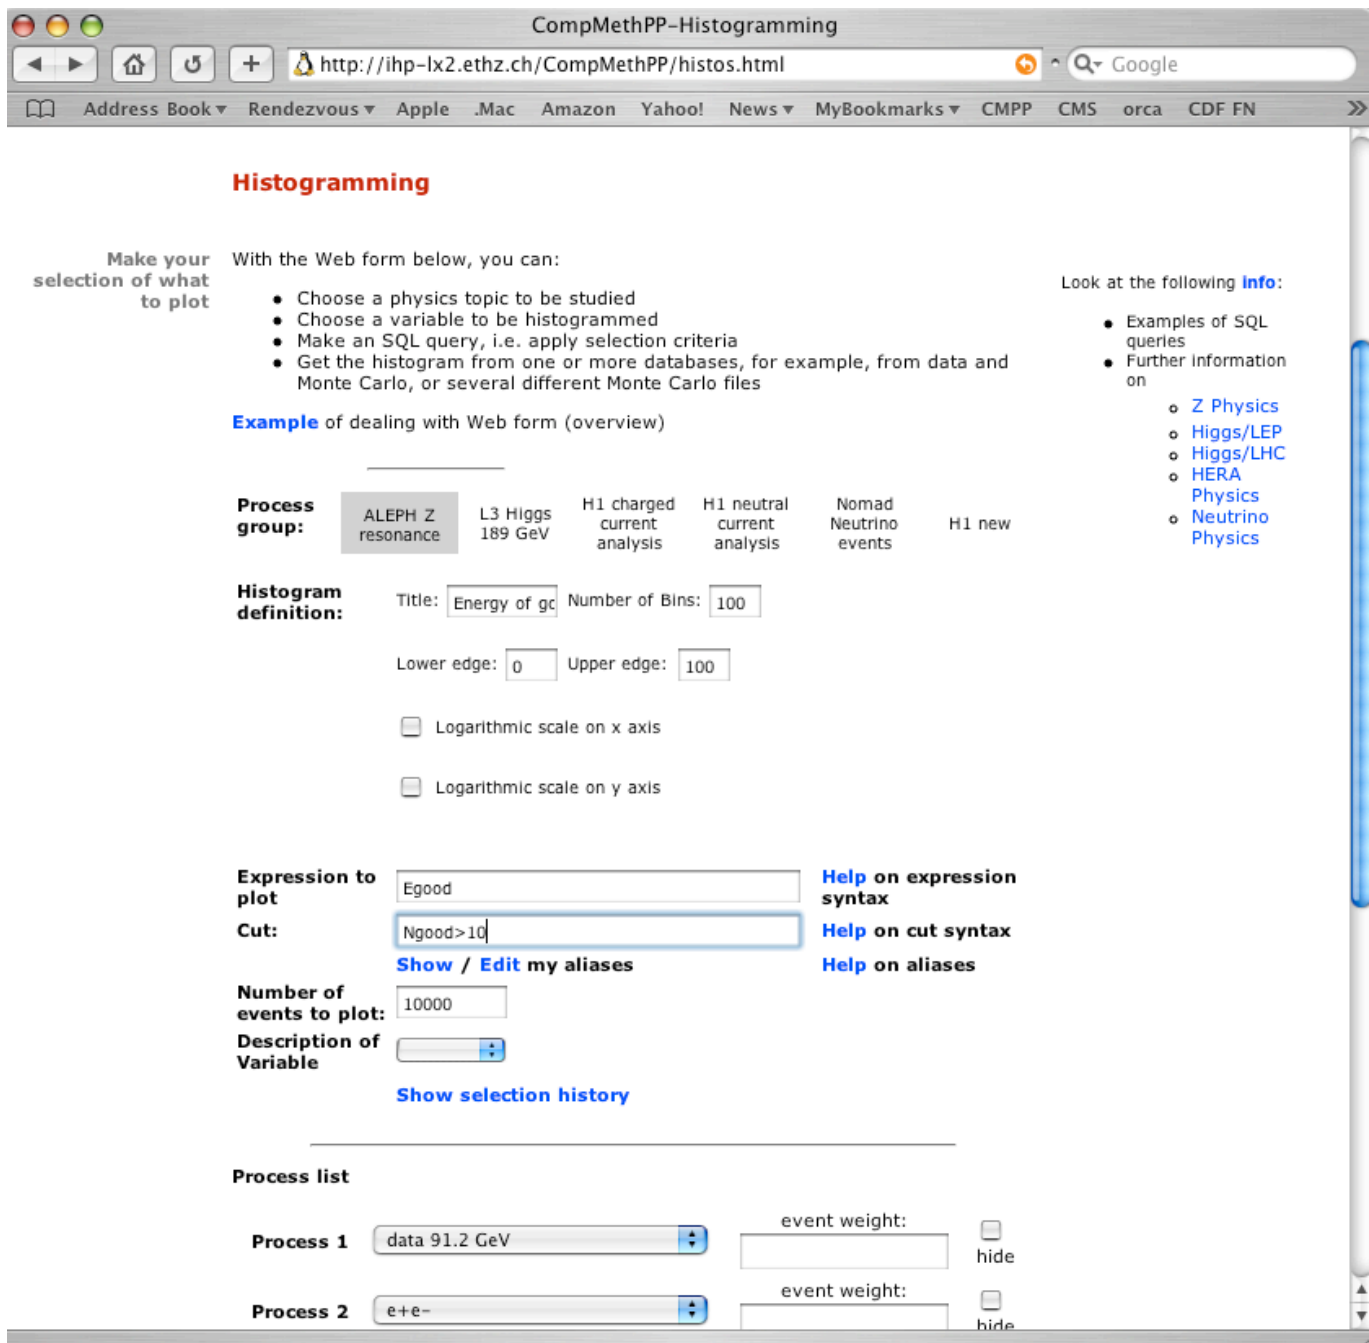 CompMethPP-Histogramming
http://ihp-lx2.ethz.ch/CompMethPP/histos.html
Google
Address Book Rendezvous Apple .Mac Amazon Yahoo! News MyBookmarks CMPP CMS orca CDF FN
Histogramming
Make your
selection of what
to plot
With the Web form below, you can:
Choose a physics topic to be studied
Choose a variable to be histogrammed
Make an SQL query, i.e. apply selection criteria
Get the histogram from one or more databases, for example, from data and
Monte Carlo, or several different Monte Carlo files
Example of dealing with Web form (overview)
Look at the following info:
Examples of SQL
queries
Further information
on
Z Physics
Higgs/LEP
Higgs/LHC
HERA
Physics
Neutrino
Physics
Process
group:
ALEPH Z
resonance
L3 Higgs
189 GeV
H1 charged
current
analysis
H1 neutral
current
analysis
Nomad
Neutrino
events
H1 new
Histogram
definition:
Title: Energy of gc Number of Bins: 100
Lower edge: 0 Upper edge: 100
Logarithmic scale on x axis
Logarithmic scale on y axis
Expression to
plot
Egood
Help on expression
syntax
Cut: Ngood>10 Help on cut syntax
Show / Edit my aliases Help on aliases
Number of
events to plot:
10000
Description of
Variable
Show selection history
Process list
event weight:
Process 1 data 91.2 GeV
hide
event weight:
Process 2 e+e-
hide